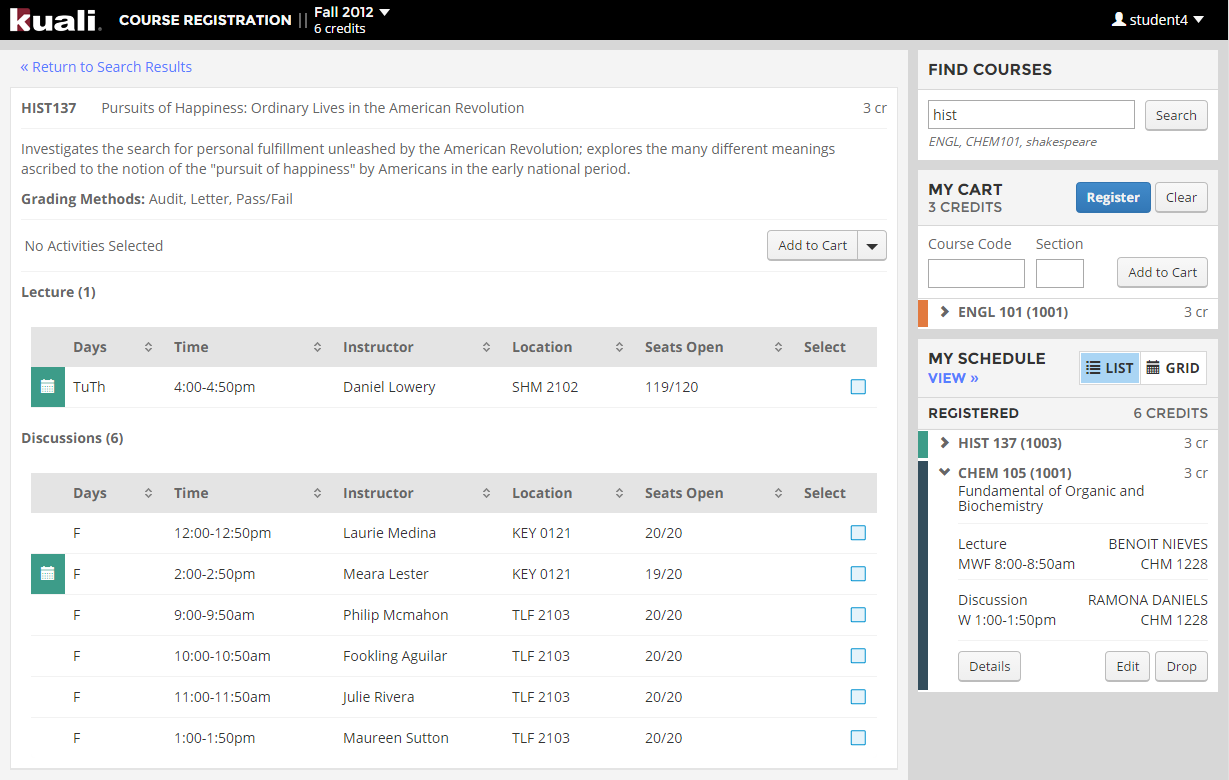 kuali. COURSE REGISTRATION || Fall 2012
6 credits
student4
« Return to Search Results
HIST137 Pursuits of Happiness: Ordinary Lives in the American Revolution 3 cr
Investigates the search for personal fulfillment unleashed by the American Revolution; explores the many different meanings
ascribed to the notion of the "pursuit of happiness" by Americans in the early national period.
Grading Methods: Audit, Letter, Pass/Fail
No Activities Selected Add to Cart
Lecture (1)
Days Time Instructor Location Seats Open Select
TuTh 4:00-4:50pm Daniel Lowery SHM 2102 119/120
Discussions (6)
Days Time Instructor Location Seats Open Select
F 12:00-12:50pm Laurie Medina KEY 0121 20/20
F 2:00-2:50pm Meara Lester KEY 0121 19/20
F 9:00-9:50am Philip Mcmahon TLF 2103 20/20
F 10:00-10:50am Fookling Aguilar TLF 2103 20/20
F 11:00-11:50am Julie Rivera TLF 2103 20/20
F 1:00-1:50pm Maureen Sutton TLF 2103 20/20
FIND COURSES
hist Search
ENGL, CHEM101, shakespeare
MY CART
3 CREDITS
Register Clear
Course Code Section
Add to Cart
ENGL 101 (1001) 3 cr
MY SCHEDULE
VIEW »
LIST GRID
REGISTERED 6 CREDITS
HIST 137 (1003) 3 cr
CHEM 105 (1001) 3 cr
Fundamental of Organic and
Biochemistry
Lecture BENOIT NIEVES
MWF 8:00-8:50am CHM 1228
Discussion RAMONA DANIELS
W 1:00-1:50pm CHM 1228
Details Edit Drop